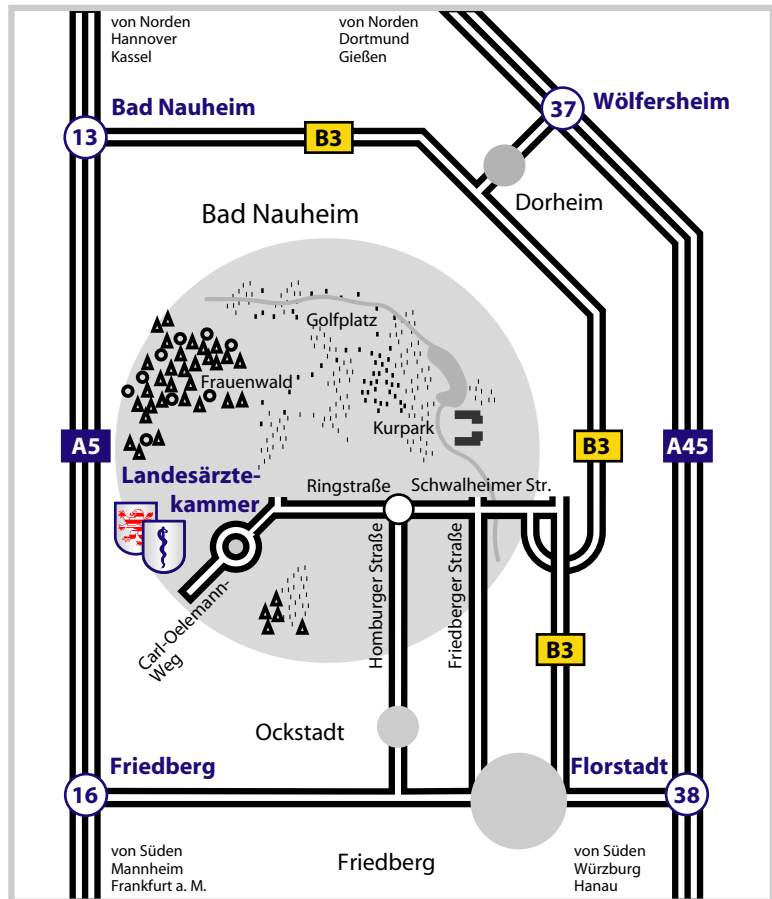 von Norden
Hannover
Kassel
von Norden
Dortmund
Gießen
Bad Nauheim
13
B3
37
Wölfersheim
Dorheim
Bad Nauheim
Golfplatz
Frauenwald
Kurpark
A5
B3
A45
Landesärzte-
kammer
Ringstraße
Schwalheimer Str.
Homburger Straße
Friedberger Straße
Carl-Oelemann-
Weg
B3
Ockstadt
Friedberg
16
Florstadt
38
von Süden
Mannheim
Frankfurt a. M.
Friedberg
von Süden
Würzburg
Hanau